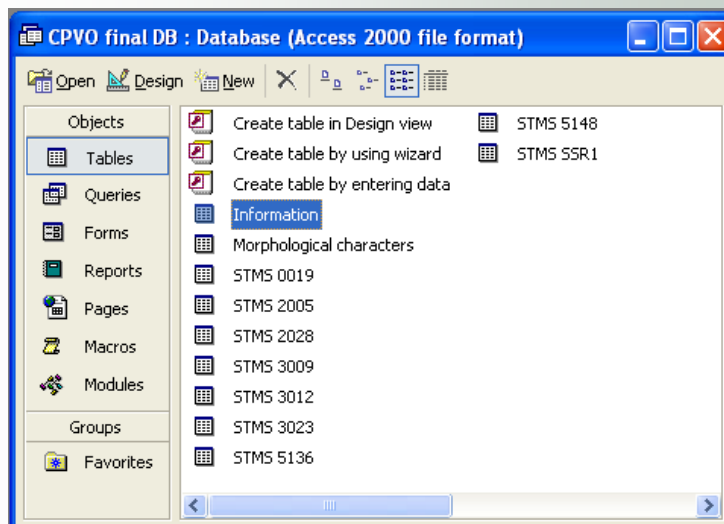 CPVO final DB : Database (Access 2000 file format)
Open Design New
Objects
Tables
Queries
Forms
Reports
Pages
Macros
Modules
Groups
Favorites
Create table in Design view
Create table by using wizard
Create table by entering data
Information
Morphological characters
STMS 0019
STMS 2005
STMS 2028
STMS 3009
STMS 3012
STMS 3023
STMS 5136
STMS 5148
STMS SSR1